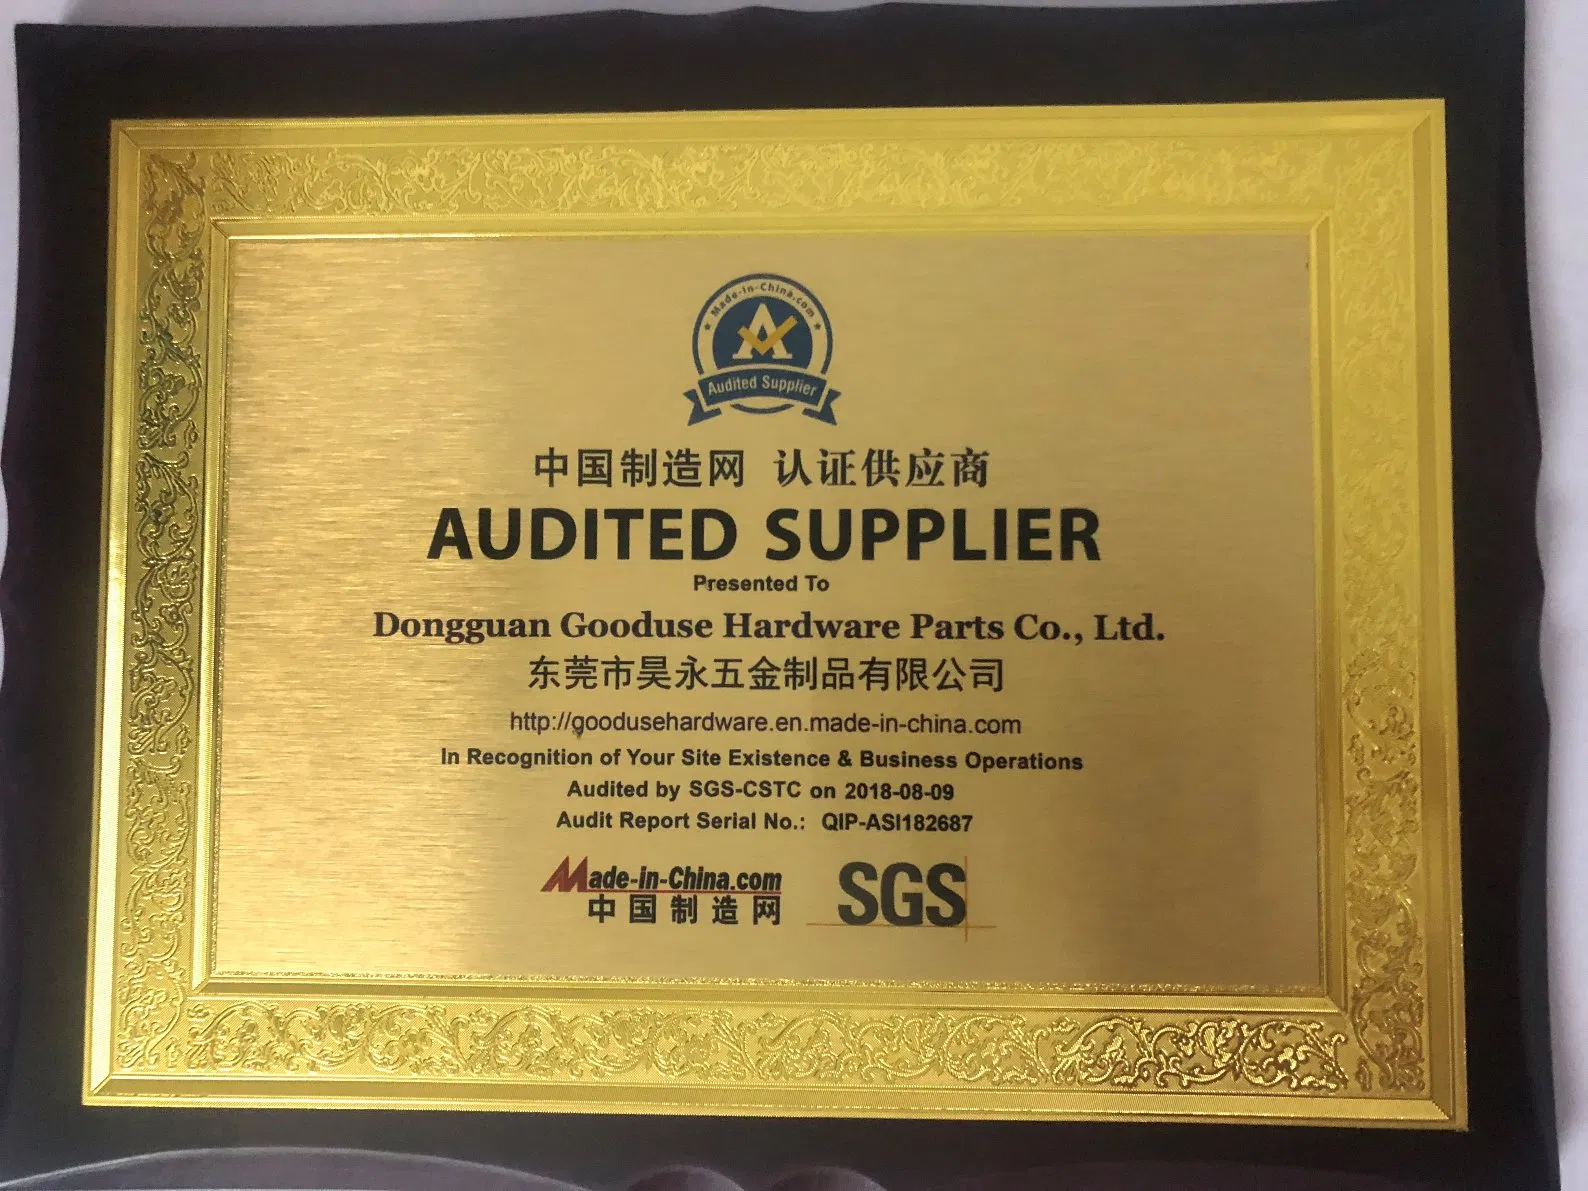 Made-in-China.com
A
Audited Supplier
中国制造网 认证供应商
AUDITED SUPPLIER
Presented To
Dongguan Gooduse Hardware Parts Co., Ltd.
东莞市昊永五金制品有限公司
http://goodusehardware.en.made-in-china.com
In Recognition of Your Site Existence & Business Operations
Audited by SGS-CSTC on 2018-08-09
Audit Report Serial No.: QIP-ASI182687
Made-in-China.com
中国制造网
SGS